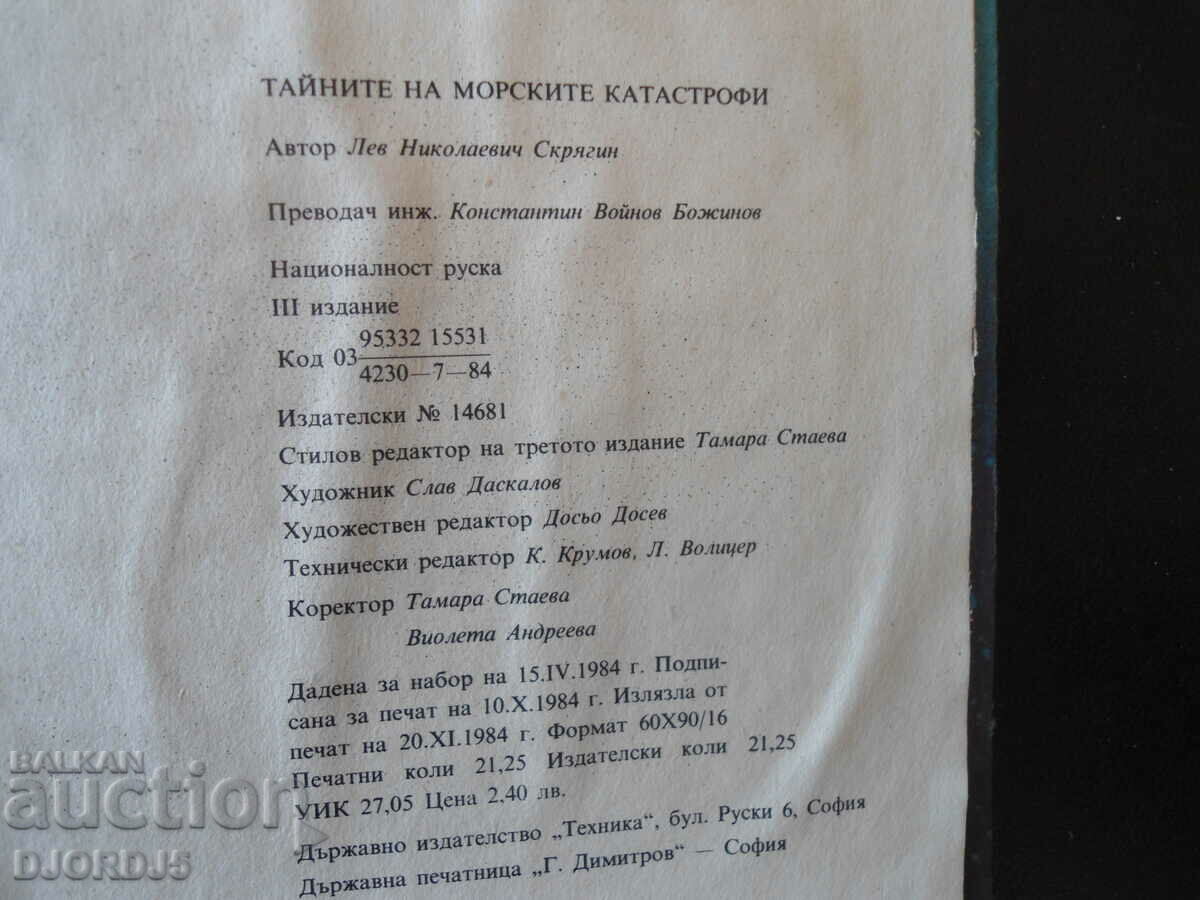 ТАЙНИТЕ НА МОРСКИТЕ КАТАСТРОФИ
Автор Лев Николаевич Скрягин
Преводач инж. Константин Войнов Божинов
Националност руска
III издание
Код 03 95332 15531
4230—7—84
Издателски № 14681
Стилов редактор на третото издание Тамара Стаева
Художник Слав Даскалов
Художествен редактор Досьо Досев
Технически редактор К. Крумов, Л. Волицер
Коректор Тамара Стаева
Виолета Андреева
Дадена за набор на 15.IV.1984 г. Подпи-
сана за печат на 10.X.1984 г. Излязла от
печат на 20.XI.1984 г. Формат 60X90/16
Печатни коли 21,25 Издателски коли 21,25
УИК 27,05 Цена 2,40 лв.
Държавно издателство „Техника“, бул. Руски 6, София
Държавна печатница „Г. Димитров“ — София
BALKAN
auction
DJORDJ5